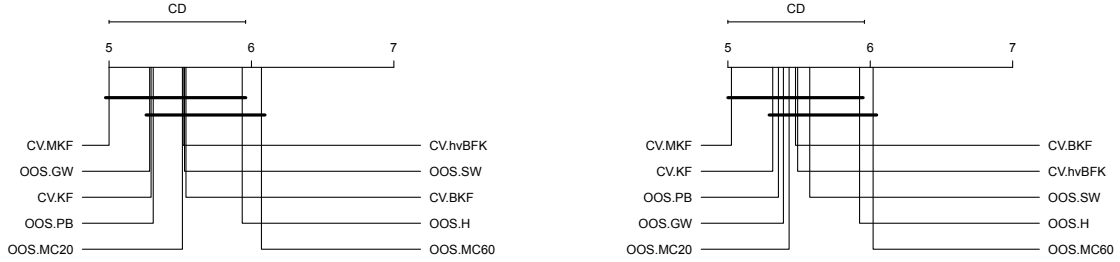 CD
5 6 7
CV.MKF CV.hvBFK
OOS.GW OOS.SW
CV.KF CV.BKF
OOS.PB OOS.H
OOS.MC20 OOS.MC60
CD
5 6 7
CV.MKF CV.BKF
CV.KF CV.hvBFK
OOS.PB OOS.SW
OOS.GW OOS.H
OOS.MC20 OOS.MC60